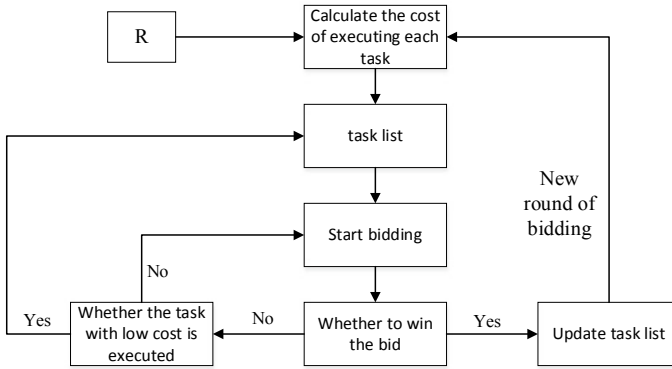 R
Calculate the cost
of executing each
task
task list
New
round of
bidding
Start bidding
No
Yes
Whether the task
with low cost is
executed
No
Whether to win
the bid
Yes
Update task list